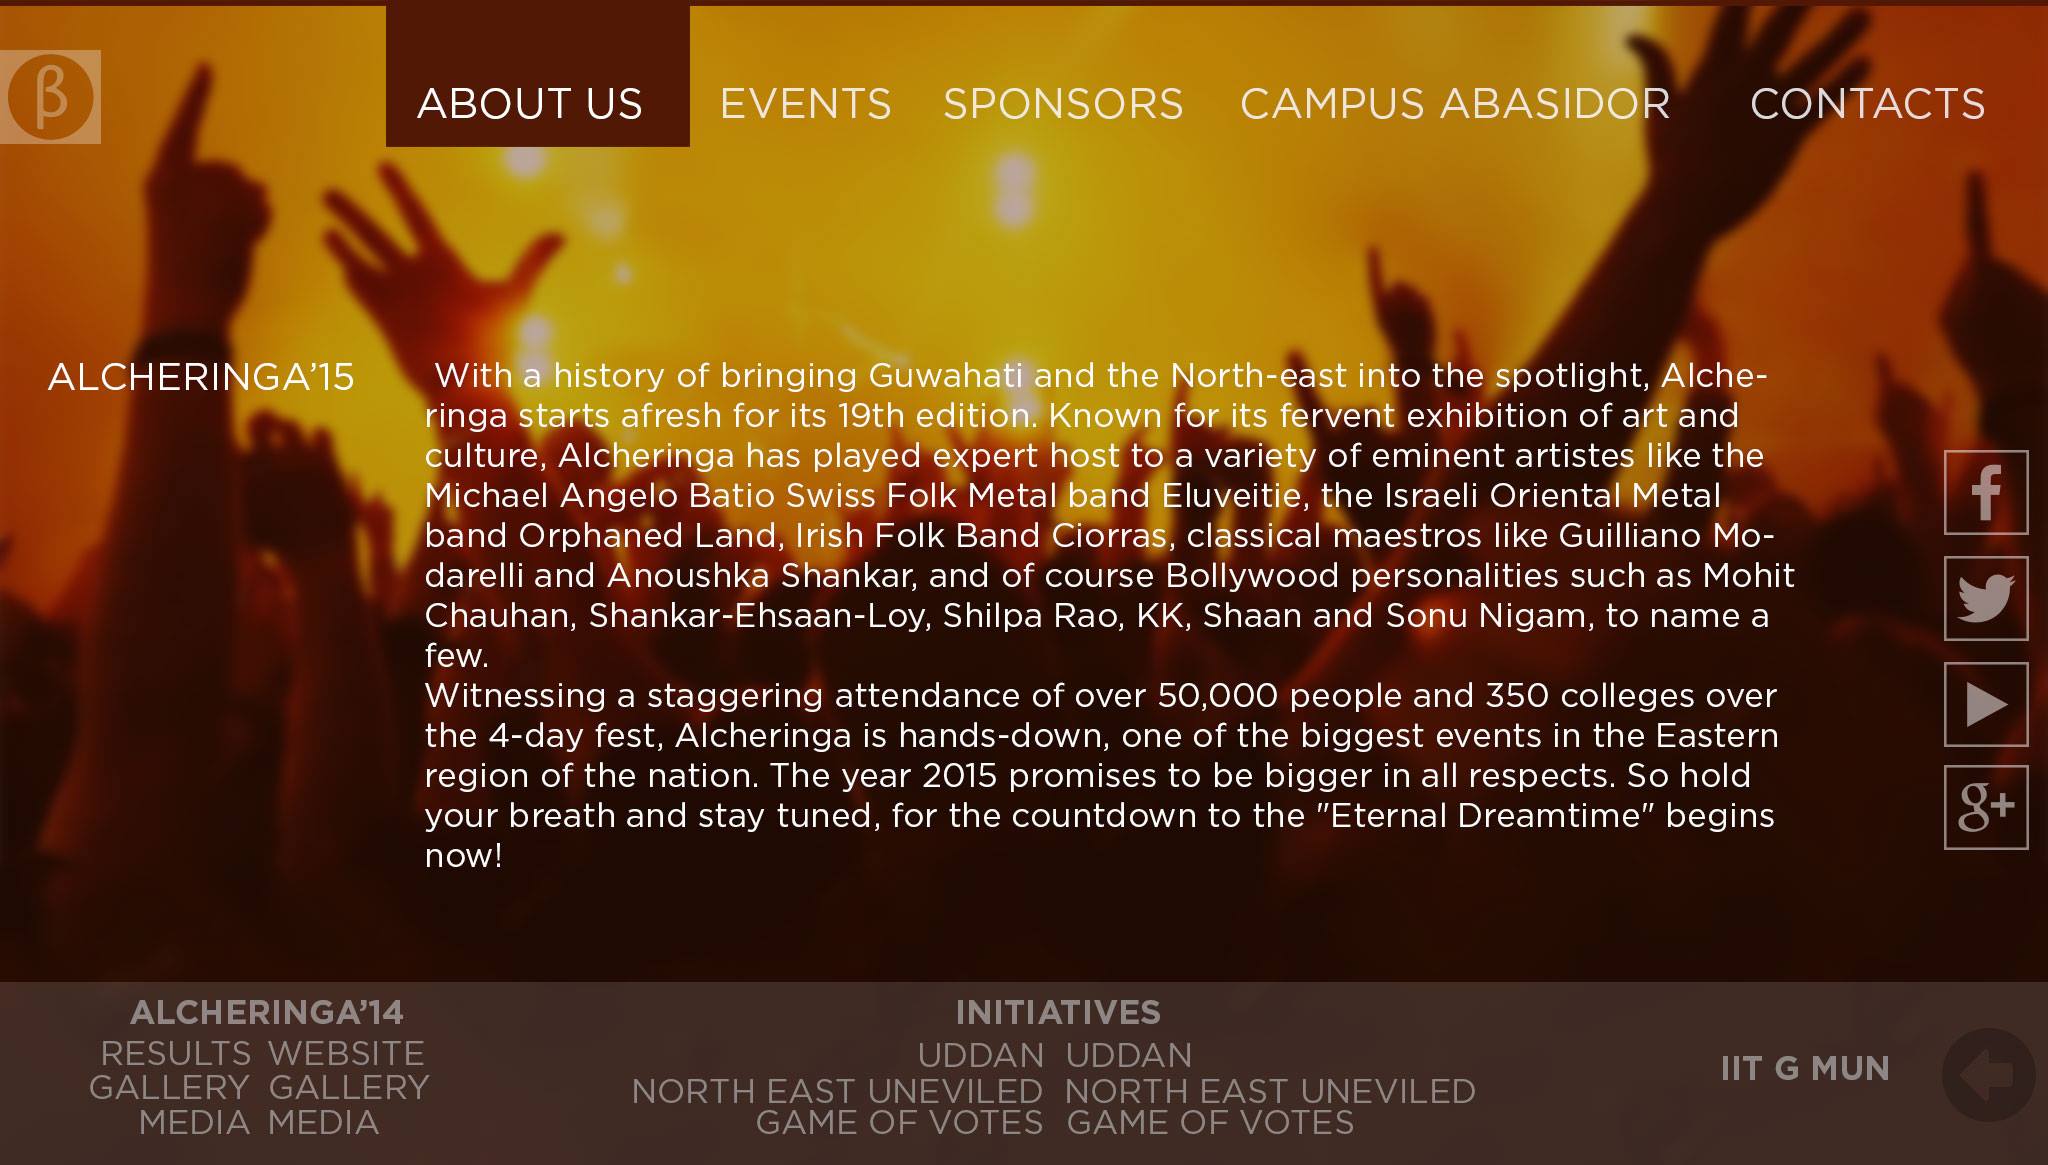 β
ABOUT US EVENTS SPONSORS CAMPUS ABASIDOR CONTACTS
ALCHERINGA’15
With a history of bringing Guwahati and the North-east into the spotlight, Alche-
ringa starts afresh for its 19th edition. Known for its fervent exhibition of art and
culture, Alcheringa has played expert host to a variety of eminent artistes like the
Michael Angelo Batio Swiss Folk Metal band Eluveitie, the Israeli Oriental Metal
band Orphaned Land, Irish Folk Band Ciorras, classical maestros like Guilliano Mo-
darelli and Anoushka Shankar, and of course Bollywood personalities such as Mohit
Chauhan, Shankar-Ehsaan-Loy, Shilpa Rao, KK, Shaan and Sonu Nigam, to name a
few.
Witnessing a staggering attendance of over 50,000 people and 350 colleges over
the 4-day fest, Alcheringa is hands-down, one of the biggest events in the Eastern
region of the nation. The year 2015 promises to be bigger in all respects. So hold
your breath and stay tuned, for the countdown to the "Eternal Dreamtime" begins
now!
f
g+
ALCHERINGA’14
RESULTS WEBSITE
GALLERY GALLERY
MEDIA MEDIA
INITIATIVES
UDDAN UDDAN
NORTH EAST UNEVILED NORTH EAST UNEVILED
GAME OF VOTES GAME OF VOTES
IIT G MUN